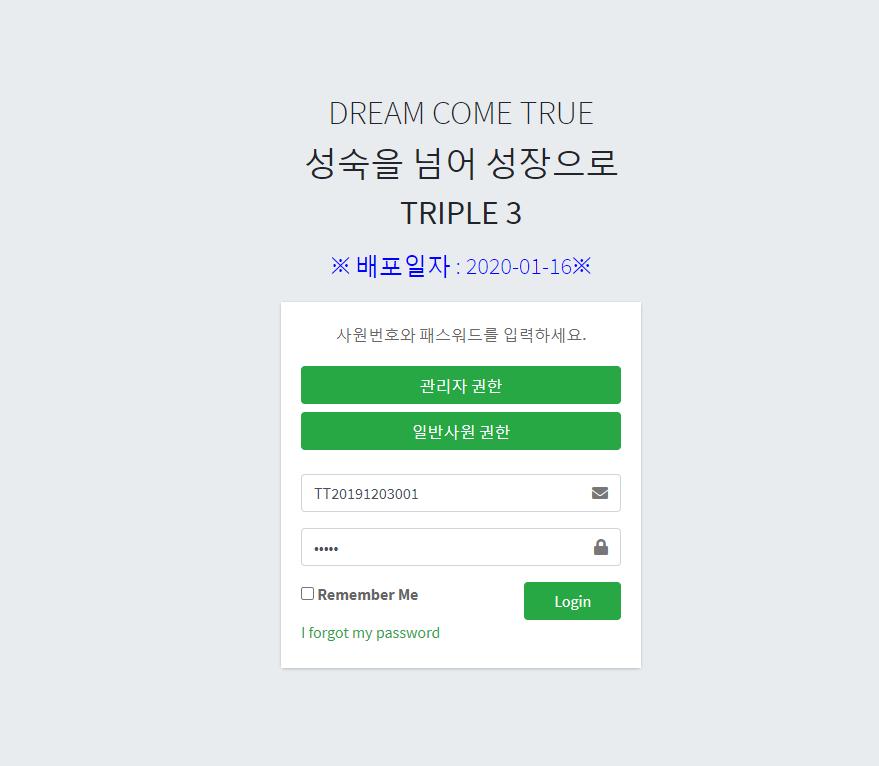 DREAM COME TRUE
성숙을 넘어 성장으로
TRIPLE 3
※ 배포일자 : 2020-01-16※
사원번호와 패스워드를 입력하세요.
관리자 권한
일반사원 권한
TT20191203001
•••••
Remember Me
Login
I forgot my password